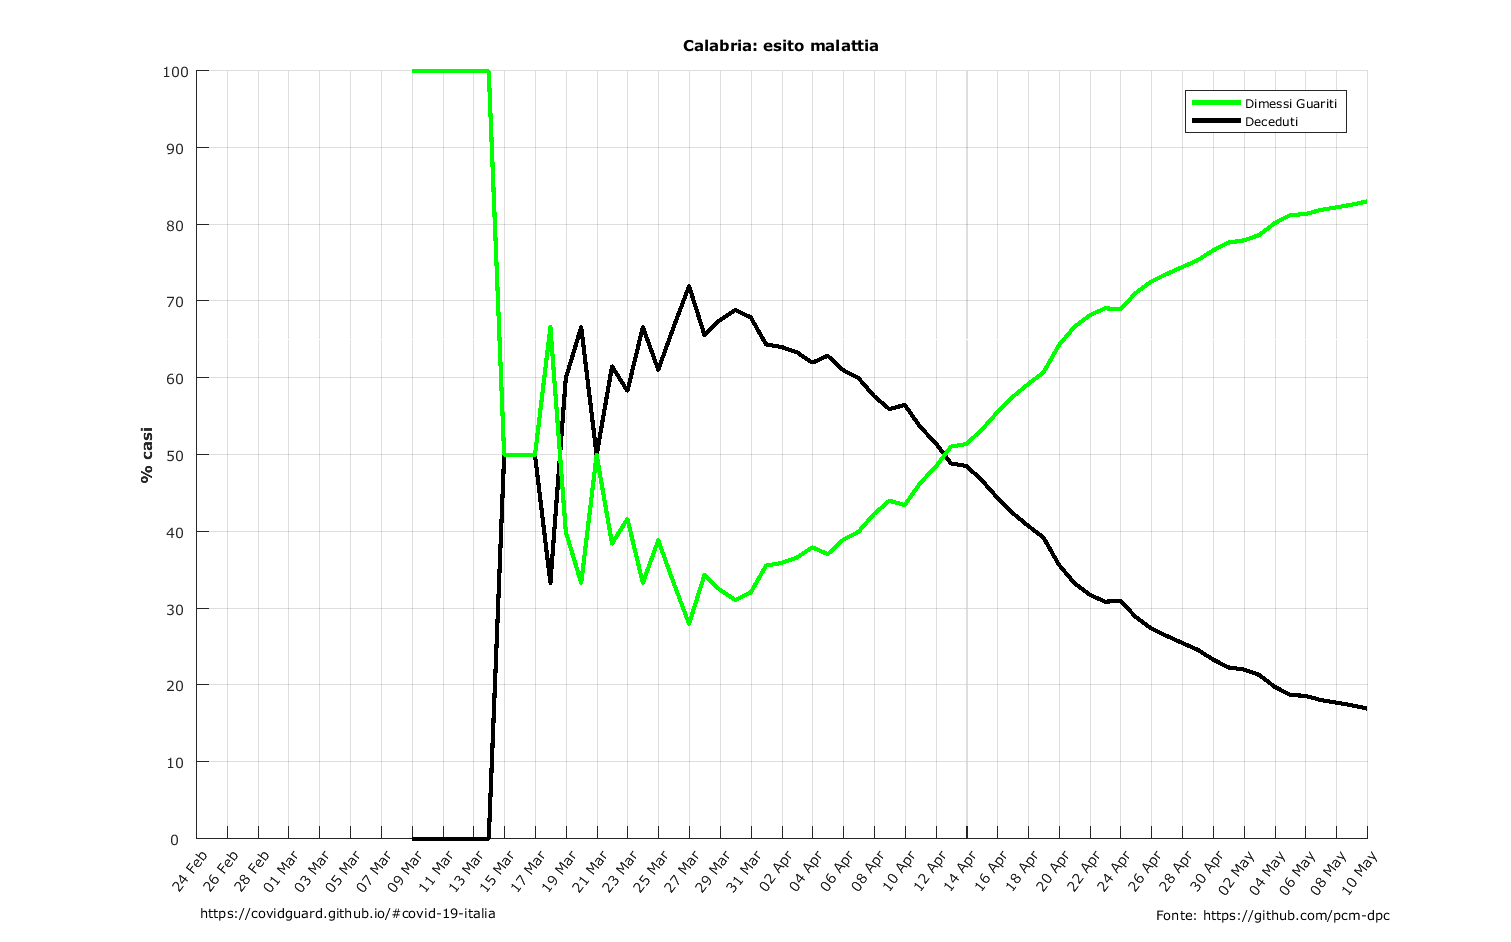 Calabria: esito malattia
Dimessi Guariti
Deceduti
% casi
100
90
80
70
60
50
40
30
20
10
0
24 Feb
26 Feb
28 Feb
01 Mar
03 Mar
05 Mar
07 Mar
09 Mar
11 Mar
13 Mar
15 Mar
17 Mar
19 Mar
21 Mar
23 Mar
25 Mar
27 Mar
29 Mar
31 Mar
02 Apr
04 Apr
06 Apr
08 Apr
10 Apr
12 Apr
14 Apr
16 Apr
18 Apr
20 Apr
22 Apr
24 Apr
26 Apr
28 Apr
30 Apr
02 May
04 May
06 May
08 May
10 May
https://covidguard.github.io/#covid-19-italia
Fonte: https://github.com/pcm-dpc